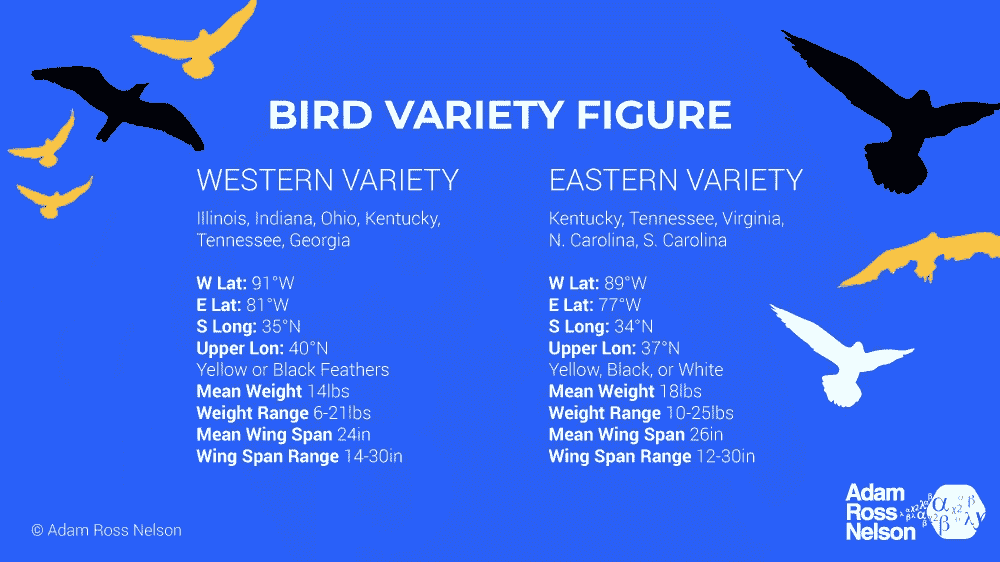 BIRD VARIETY FIGURE
WESTERN VARIETY
Illinois, Indiana, Ohio, Kentucky,
Tennessee, Georgia
W Lat: 91°W
E Lat: 81°W
S Long: 35°N
Upper Lon: 40°N
Yellow or Black Feathers
Mean Weight 14lbs
Weight Range 6-21lbs
Mean Wing Span 24in
Wing Span Range 14-30in
EASTERN VARIETY
Kentucky, Tennessee, Virginia,
N. Carolina, S. Carolina
W Lat: 89°W
E Lat: 77°W
S Long: 34°N
Upper Lon: 37°N
Yellow, Black, or White
Mean Weight 18lbs
Weight Range 10-25lbs
Mean Wing Span 26in
Wing Span Range 12-30in
© Adam Ross Nelson
Adam
Ross
Nelson